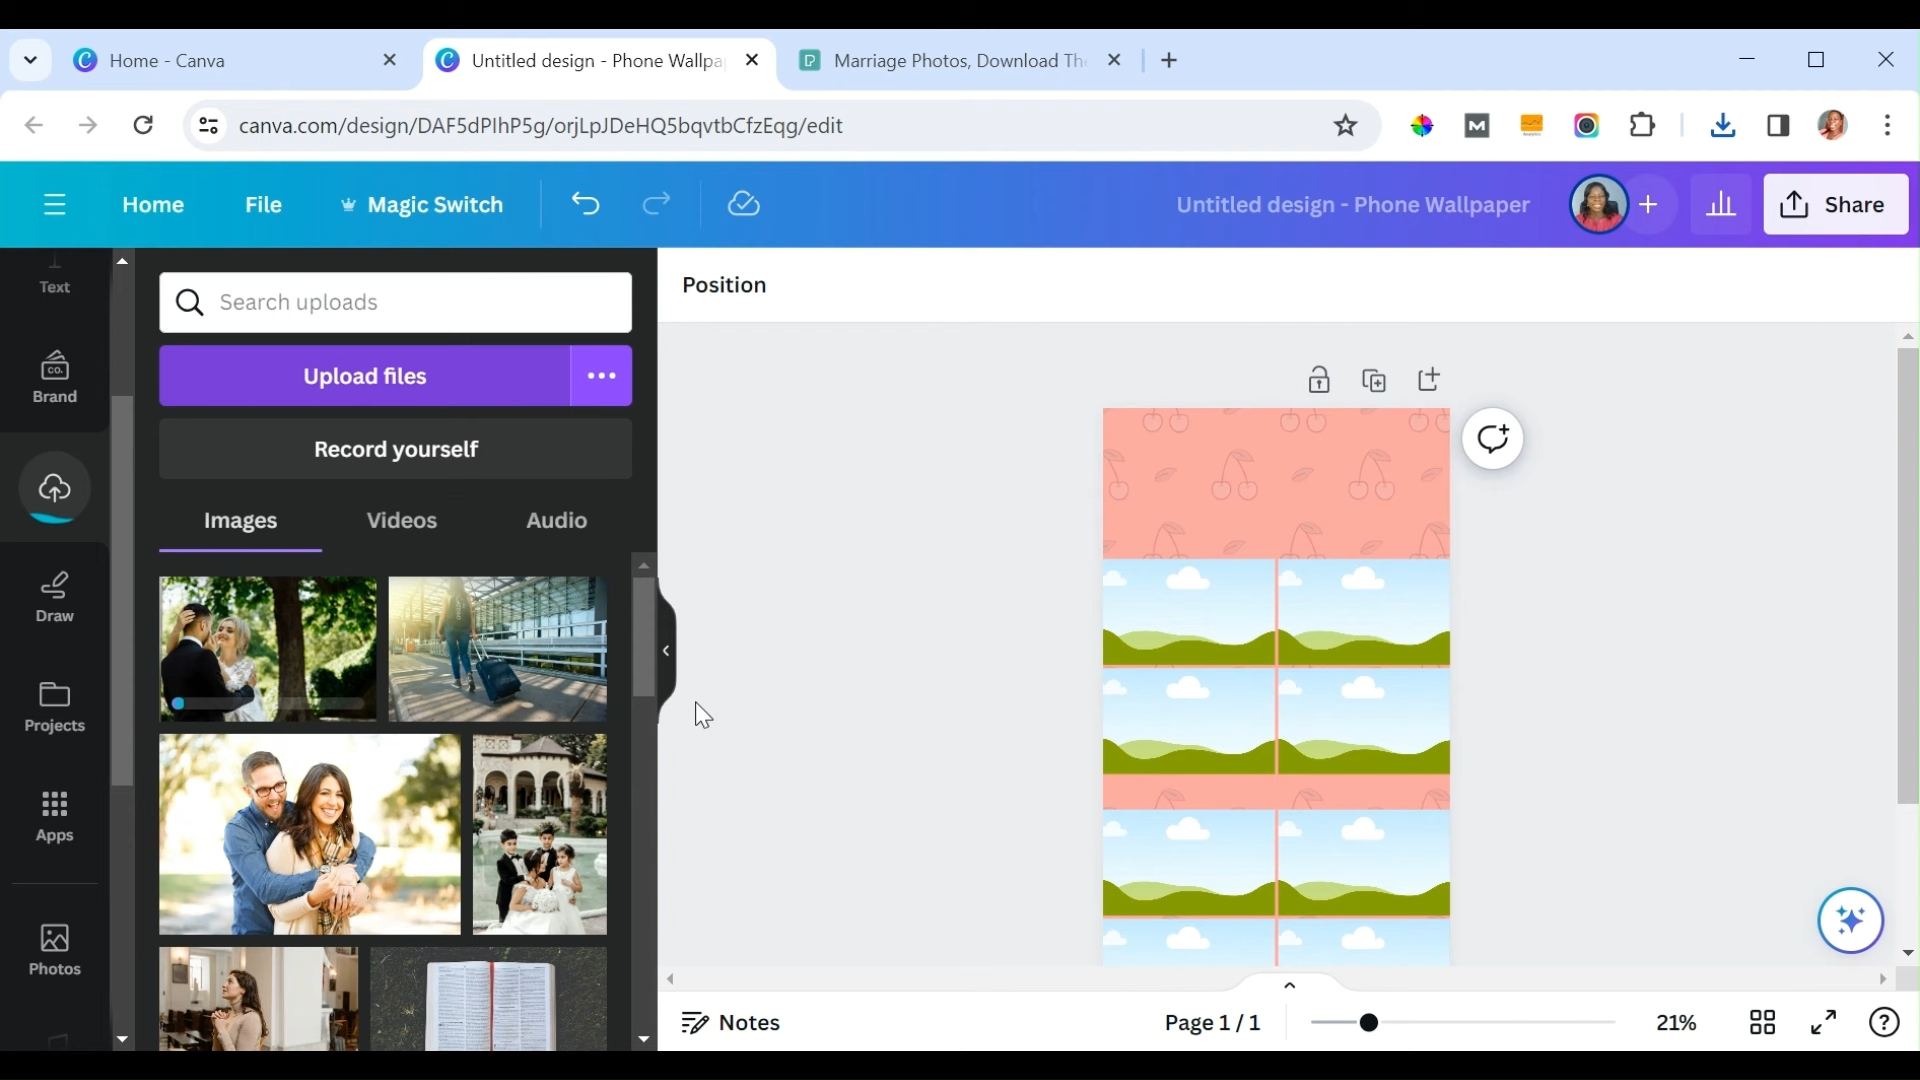 Home - Canva
Untitled design - Phone Wallpa
Marriage Photos, Download Th
canva.com/design/DAF5dPIhP5g/orjLpJDeHQ5bqvtbCfzEqg/edit
Home
File
Magic Switch
Untitled design - Phone Wallpaper
Share
Text
Brand
Draw
Projects
Apps
Photos
Search uploads
Upload files
Record yourself
Images
Videos
Audio
Position
Notes
Page 1 / 1
21%